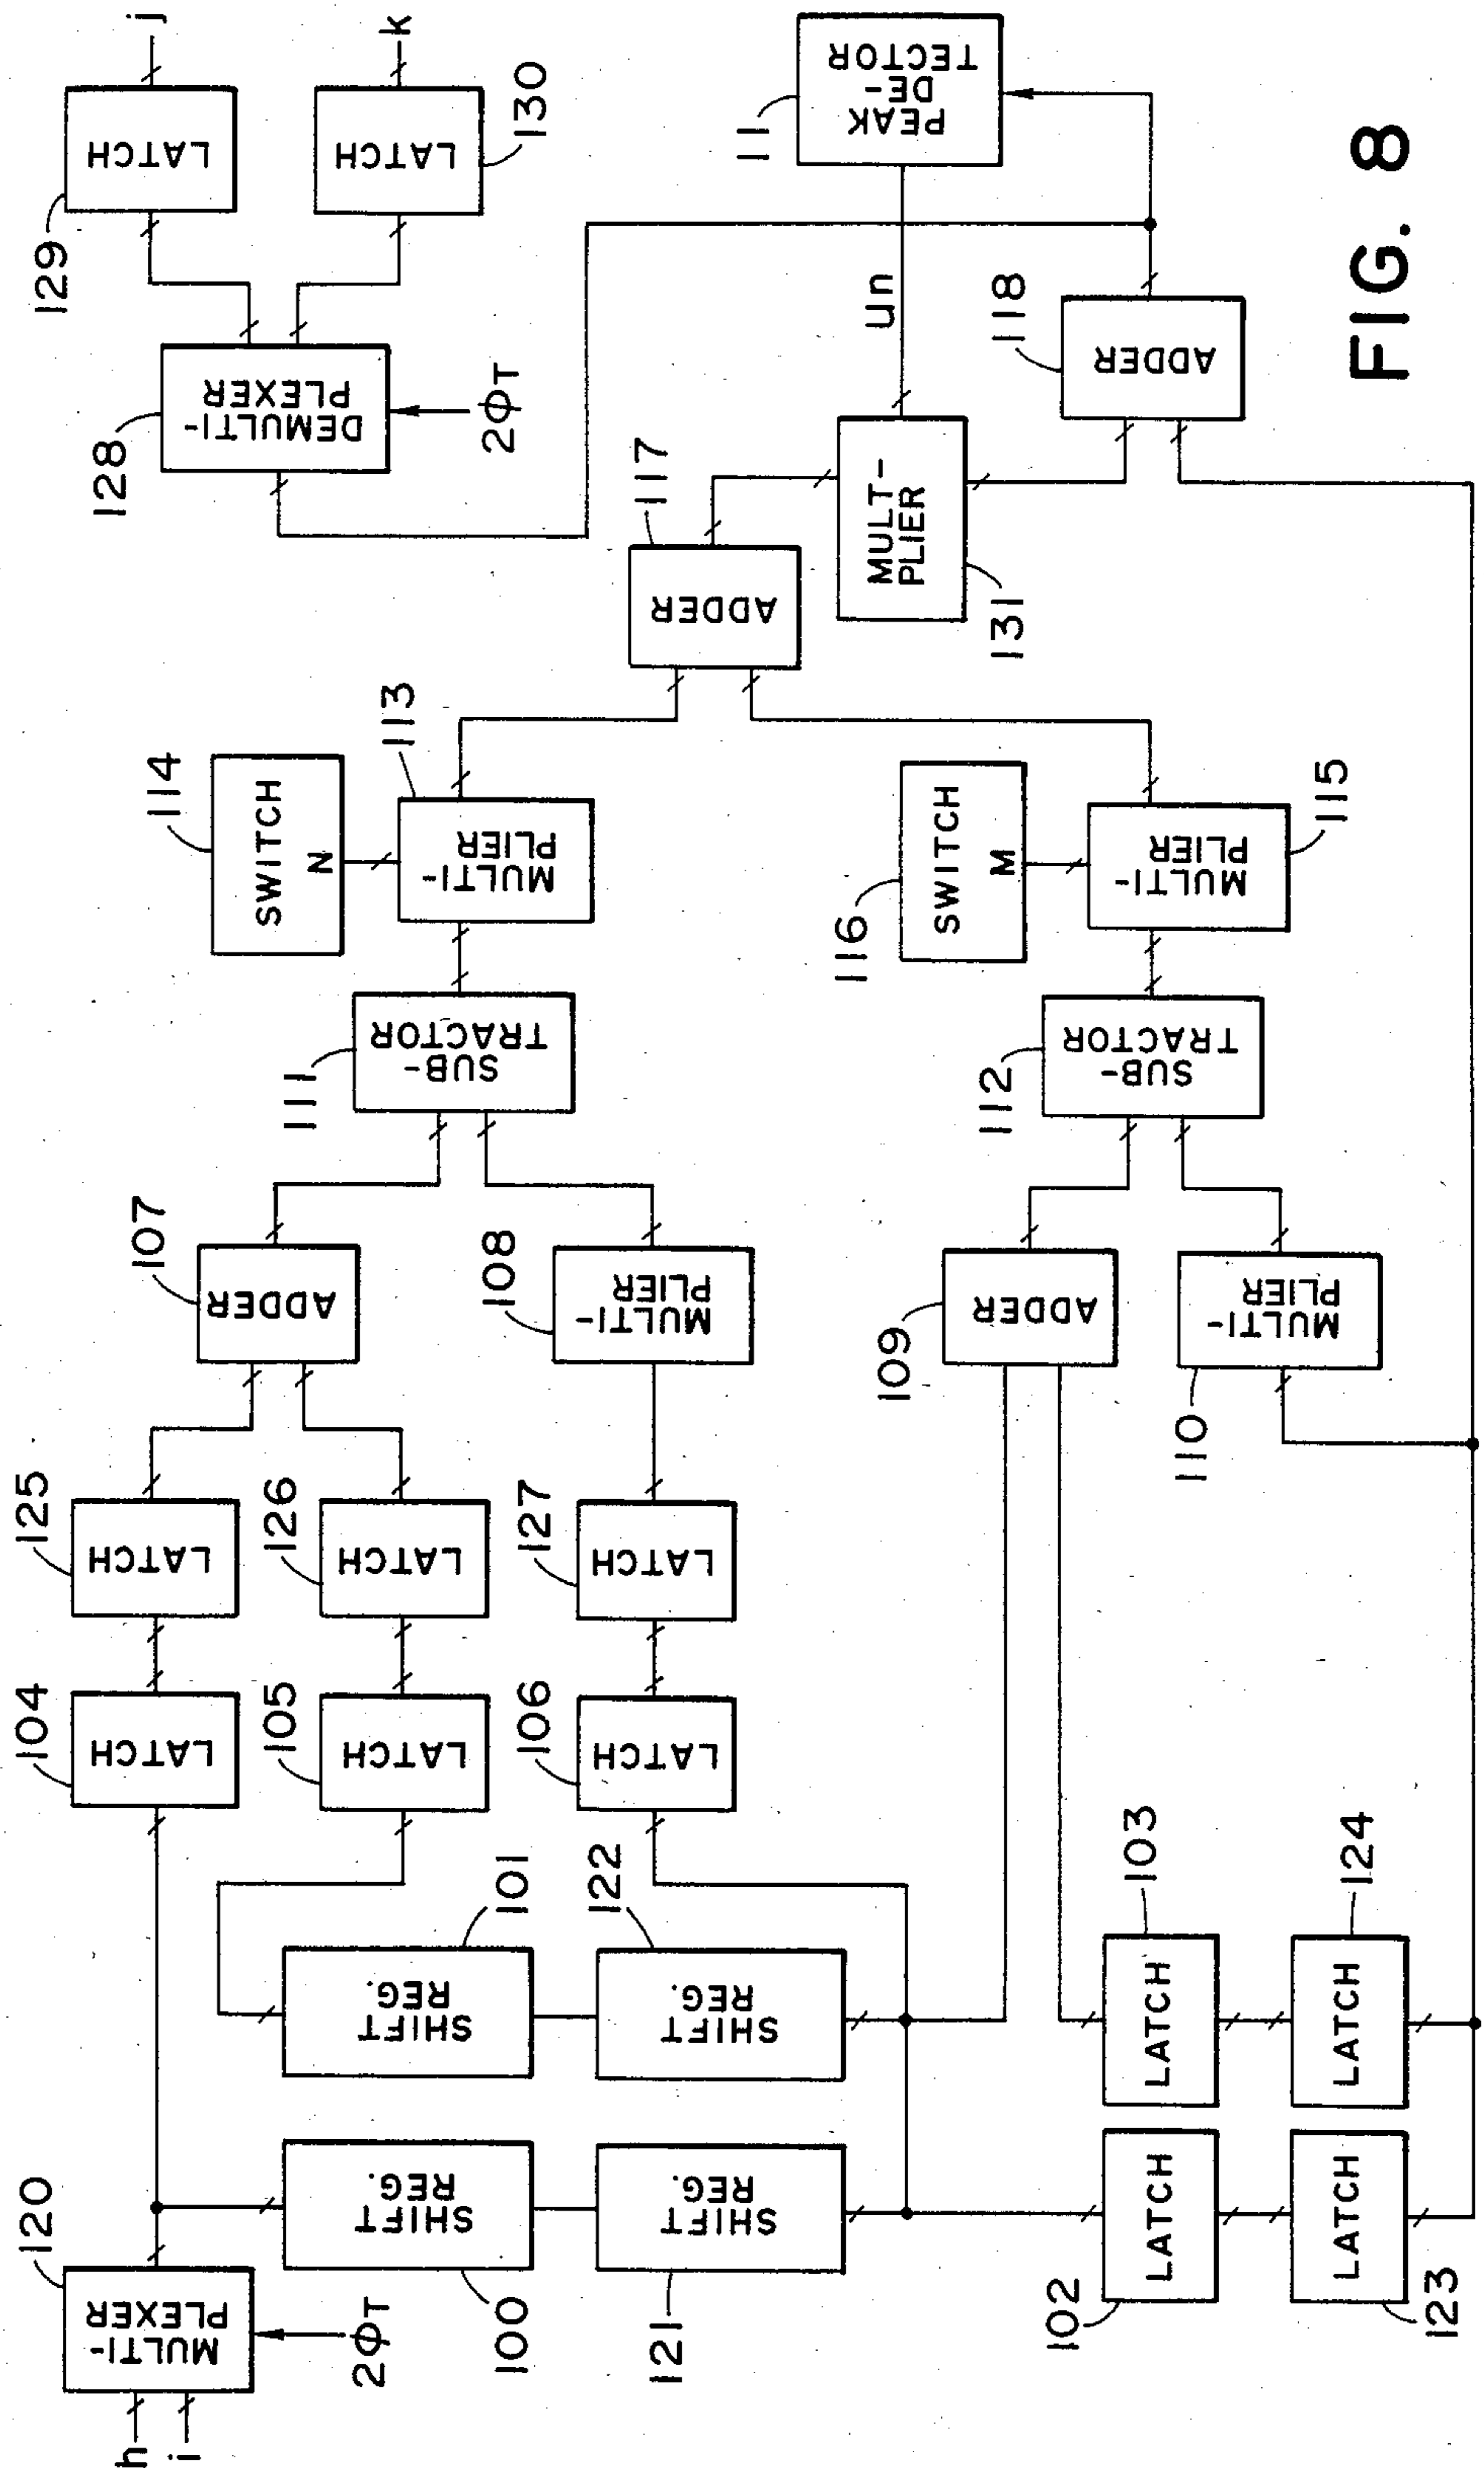 h
i
MULTI-
PLEXER
120
2ΦT
SHIFT
REG.
100
SHIFT
REG.
121
SHIFT
REG.
101
SHIFT
REG.
122
LATCH
102
LATCH
123
LATCH
103
LATCH
124
LATCH
104
LATCH
125
LATCH
105
LATCH
126
LATCH
106
LATCH
127
ADDER
107
MULTI-
PLIER
108
ADDER
109
MULTI-
PLIER
110
SUB-
TRACTOR
111
SUB-
TRACTOR
112
SWITCH
N
114
MULTI-
PLIER
113
SWITCH
M
116
MULTI-
PLIER
115
ADDER
117
MULT-
PLIER
131
ADDER
118
un
PEAK
DE-
TECTOR
11
DEMULTI-
PLEXER
128
2ΦT
LATCH
129
j
LATCH
130
k
FIG. 8